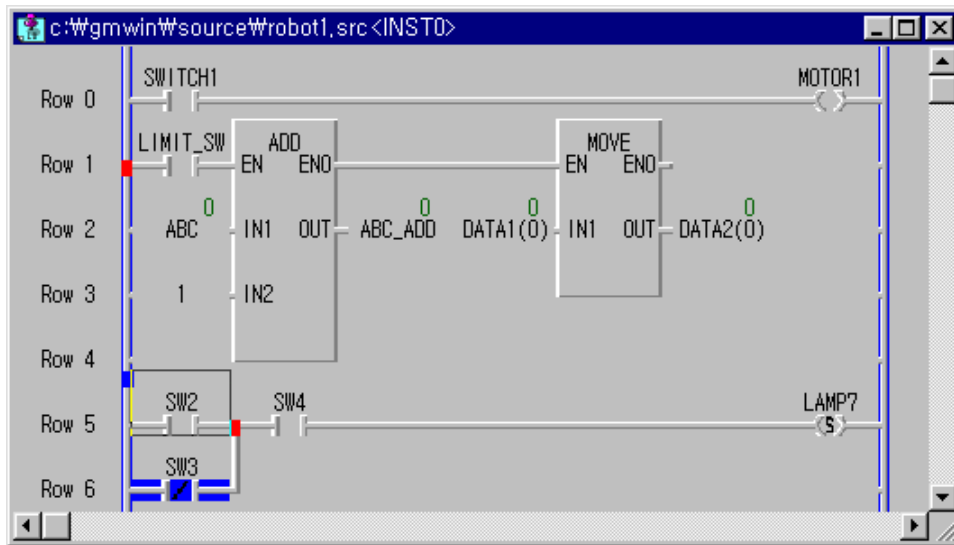 c:₩gmwin₩source₩robot1.src<INST0>
SWITCH1 MOTOR1
Row 0
LIMIT_SW ADD MOVE
Row 1 EN ENO EN ENO
0 0 0 0
Row 2 ABC IN1 OUT ABC_ADD DATA1(0) IN1 OUT DATA2(0)
Row 3 1 IN2
Row 4
SW2 SW4 LAMP7
Row 5 (S)
SW3
Row 6